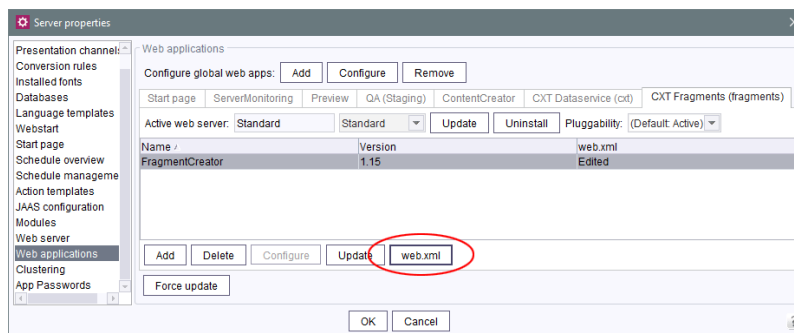 Server properties
Presentation channel:
Conversion rules
Installed fonts
Databases
Language templates
Webstart
Start page
Schedule overview
Schedule manageme
Action templates
JAAS configuration
Modules
Web server
Web applications
Clustering
App Passwords
Web applications
Configure global web apps: Add Configure Remove
Start page ServerMonitoring Preview QA (Staging) ContentCreator CXT Dataservice (cxt) CXT Fragments (fragments)
Active web server: Standard Standard Update Uninstall Pluggability: (Default: Active)
Name Version web.xml
FragmentCreator 1.15 Edited
Add Delete Configure Update web.xml
Force update
OK Cancel